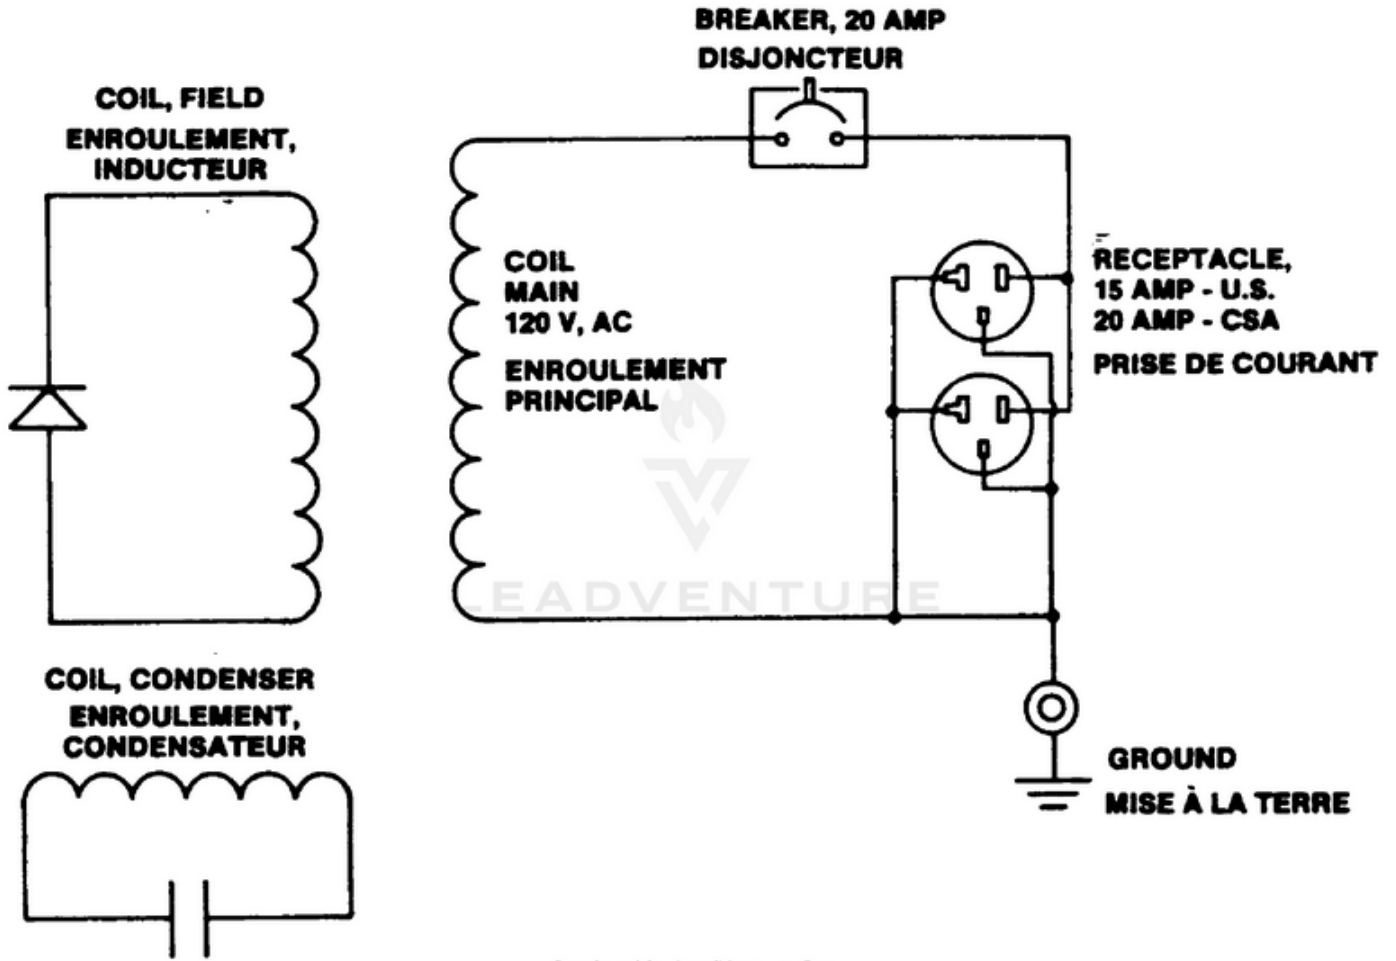 BREAKER, 20 AMP
DISJONCTEUR
COIL, FIELD
ENROULEMENT,
INDUCTEUR
COIL
MAIN
120 V, AC
ENROULEMENT
PRINCIPAL
RECEPTACLE,
15 AMP - U.S.
20 AMP - CSA
PRISE DE COURANT
LEADVENTURE
COIL, CONDENSER
ENROULEMENT,
CONDENSATEUR
GROUND
MISE À LA TERRE